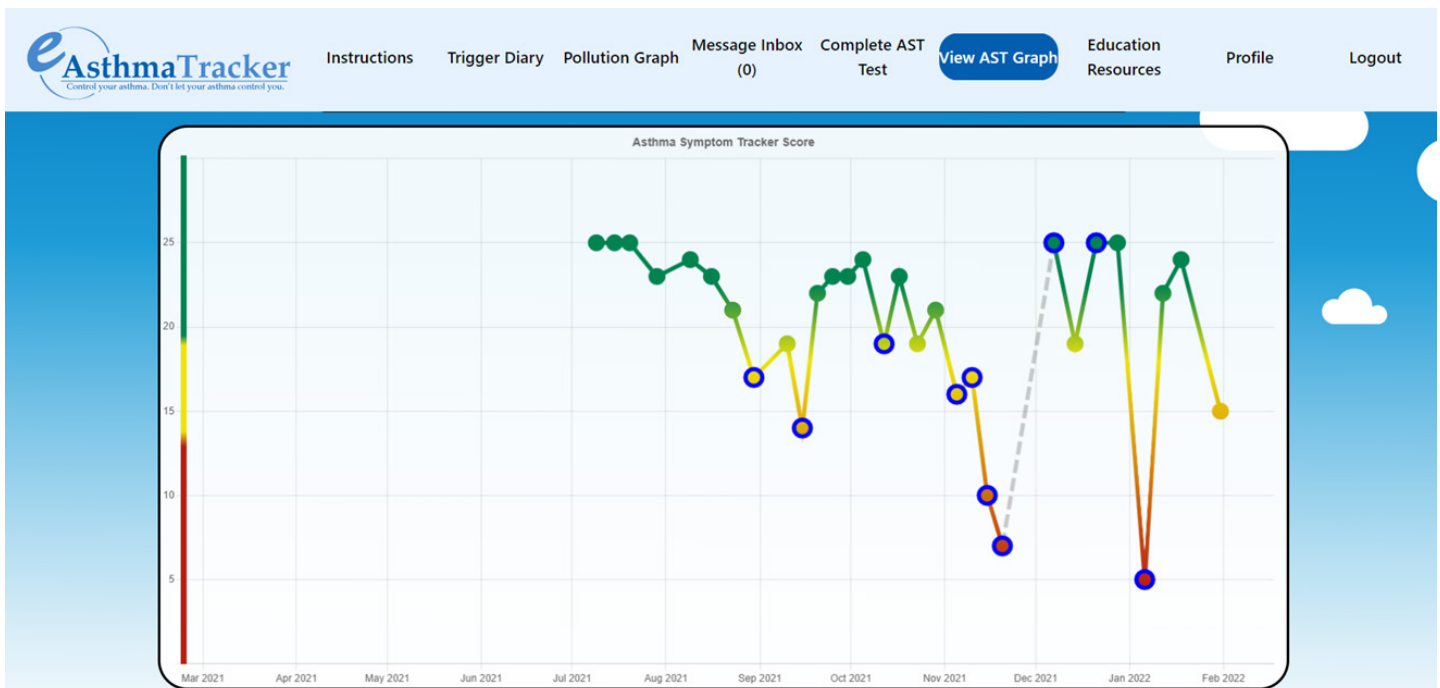 eAsthmaTracker
Control your asthma. Don't let your asthma control you.
Instructions
Trigger Diary
Pollution Graph
Message Inbox
(0)
Complete AST
Test
View AST Graph
Education
Resources
Profile
Logout
Asthma Symptom Tracker Score
25
20
15
10
5
Mar 2021
Apr 2021
May 2021
Jun 2021
Jul 2021
Aug 2021
Sep 2021
Oct 2021
Nov 2021
Dec 2021
Jan 2022
Feb 2022